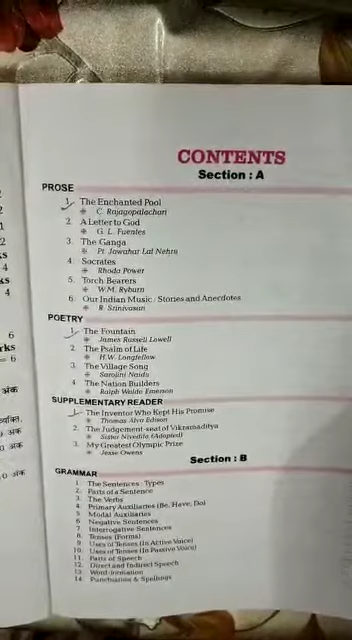 CONTENTS
Section : A
PROSE
1. The Enchanted Pool
❋ C. Rajagopalachari
2. A Letter to God
❋ G. L. Fuentes
3. The Ganga
❋ Pt. Jawahar Lal Nehru
4. Socrates
❋ Rhoda Power
5. Torch Bearers
❋ W.M. Ryburn
6. Our Indian Music : Stories and Anecdotes
❋ R. Srinivasan
POETRY
1. The Fountain
❋ James Russell Lowell
2. The Psalm of Life
❋ H.W. Longfellow
3. The Village Song
❋ Sarojini Naidu
4. The Nation Builders
❋ Ralph Waldo Emerson
SUPPLEMENTARY READER
1. The Inventor Who Kept His Promise
❋ Thomas Alva Edison
2. The Judgement-seat of Vikramaditya
❋ Sister Nivedita (Adapted)
3. My Greatest Olympic Prize
❋ Jesse Owens
Section : B
GRAMMAR
1. The Sentences : Types
2. Parts of a Sentence
3. The Verbs
4. Primary Auxiliaries (Be, Have, Do)
5. Modal Auxiliaries
6. Negative Sentences
7. Interrogative Sentences
8. Tenses (Forms)
9. Uses of Tenses (In Active Voice)
10. Uses of Tenses (In Passive Voice)
11. Parts of Speech
12. Direct and Indirect Speech
13. Word-formation
14. Punctuation & Spellings
2
1
2
4
4
6
= 6
अंक
अंक
अंक
अंक